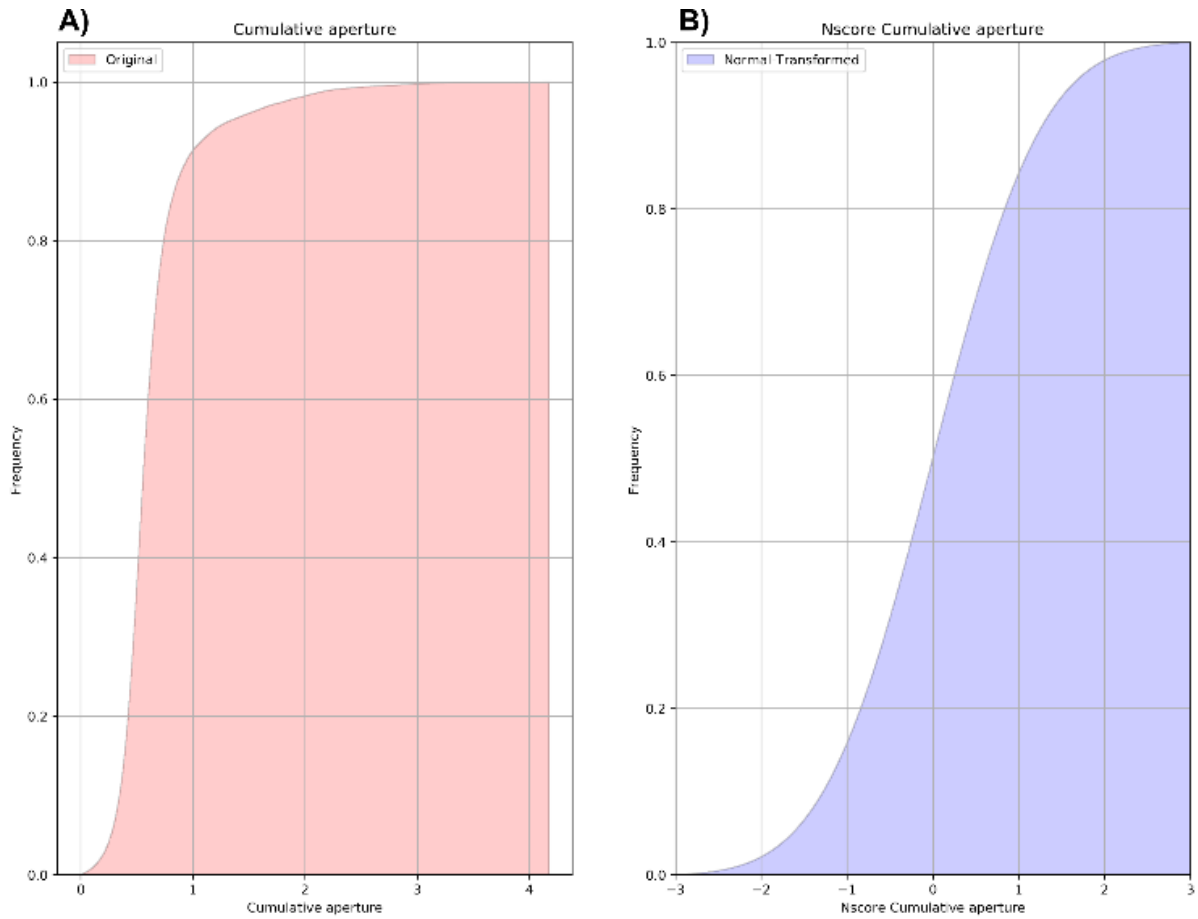 A)
Cumulative aperture
Original
1.0
0.8
0.6
0.4
0.2
0.0
Frequency
0
1
2
3
4
Cumulative aperture
B)
Nscore Cumulative aperture
Normal Transformed
1.0
0.8
0.6
0.4
0.2
0.0
Frequency
−3
−2
−1
0
1
2
3
Nscore Cumulative aperture